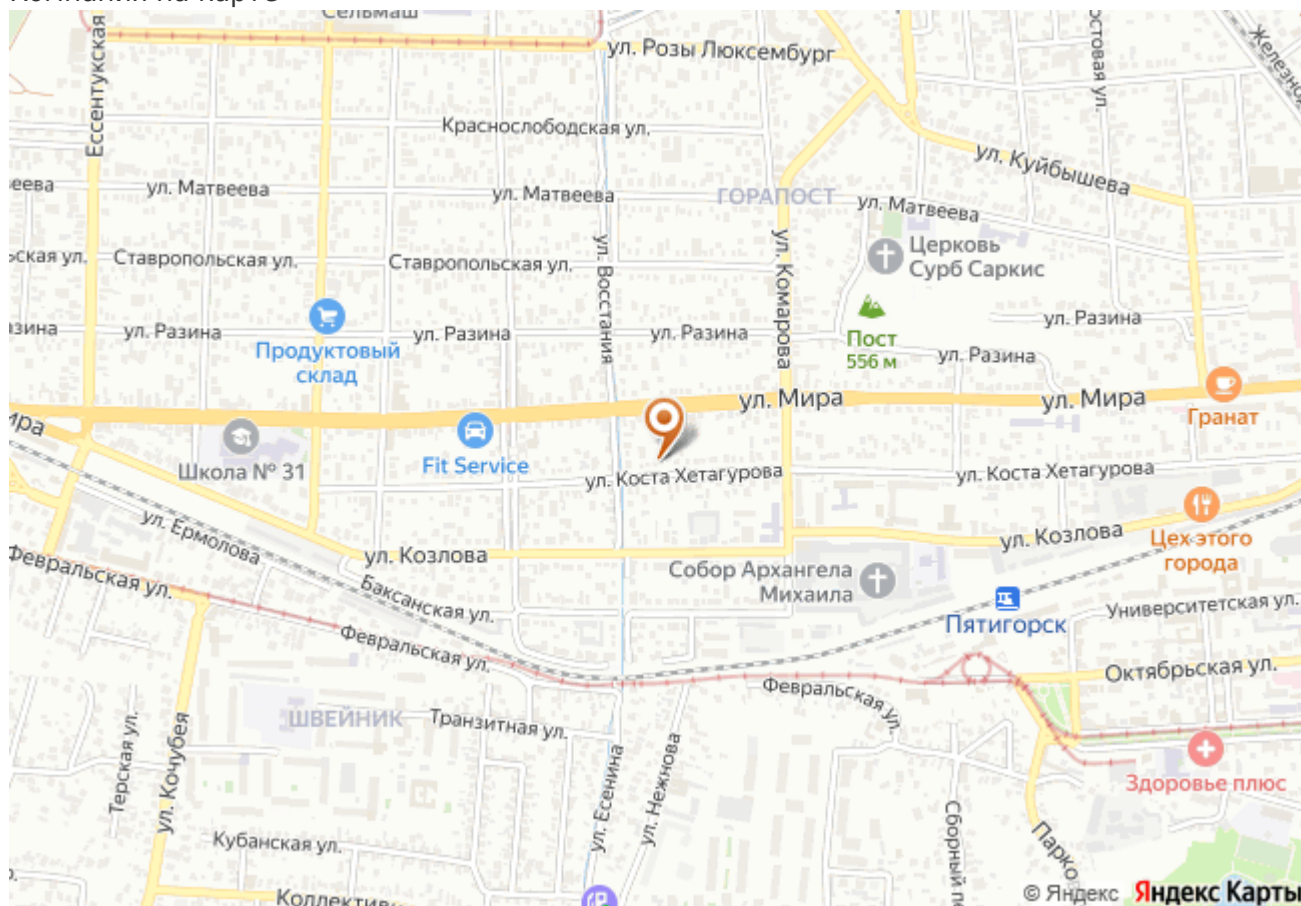 Сельмаш
ул. Розы Люксембург
Ессентукская
Краснослободская ул.
ул. Куйбышева
ул. Матвеева
ул. Матвеева
ГОРАПОСТ
ул. Матвеева
Церковь
Сурб Саркис
Ставропольская ул.
Ставропольская ул.
ул. Восстания
ул. Комарова
ул. Разина
ул. Разина
ул. Разина
ул. Разина
ул. Разина
Пост
556 м
Продуктовый
склад
ул. Мира
ул. Мира
Гранат
Школа № 31
Fit Service
ул. Коста Хетагурова
ул. Коста Хетагурова
ул. Ермолова
ул. Козлова
ул. Козлова
Цех этого
города
Февральская ул.
Баксанская ул.
Собор Архангела
Михаила
Пятигорск
Университетская ул.
Февральская ул.
Октябрьская ул.
Февральская ул.
ШВЕЙНИК
Транзитная ул.
Терская ул.
ул. Кочубея
ул. Есенина
ул. Нежнова
Здоровье плюс
Кубанская ул.
© Яндекс Яндекс Карты